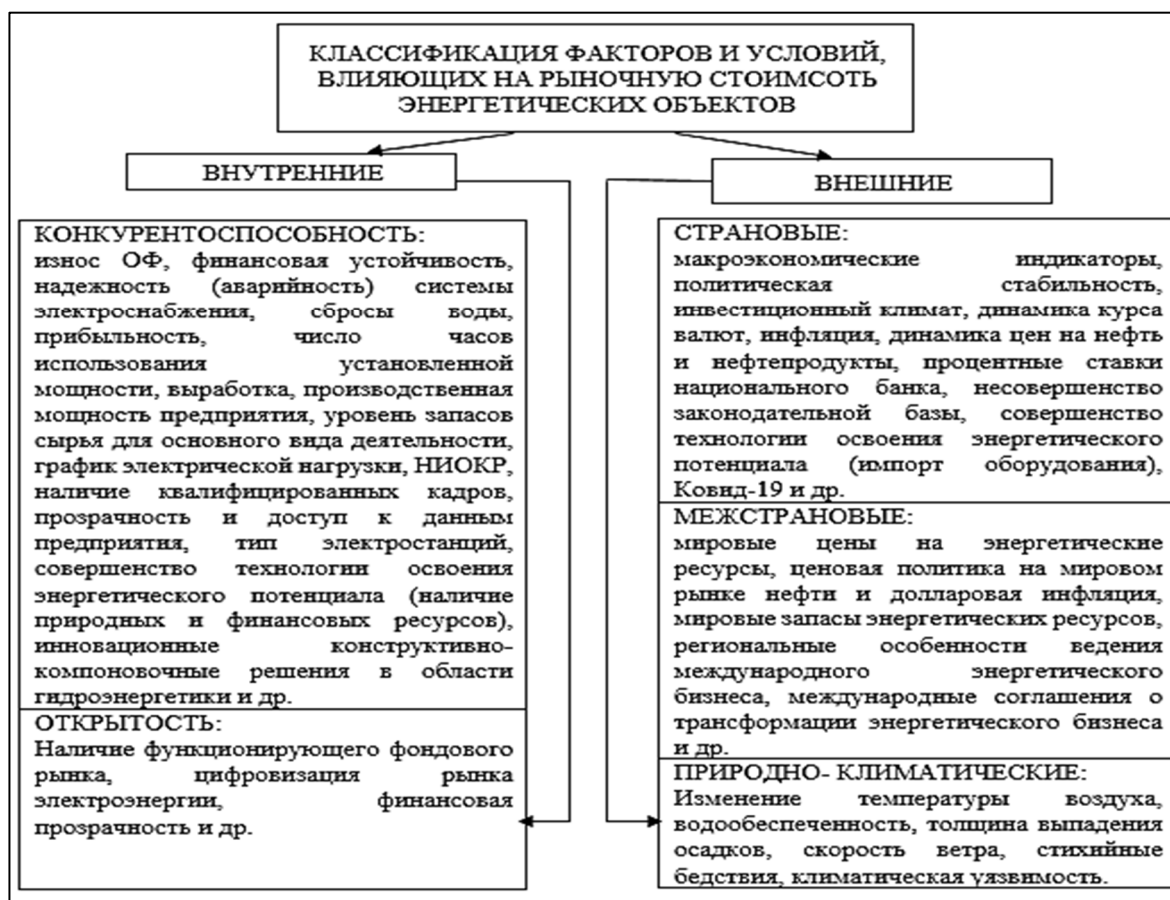 КЛАССИФИКАЦИЯ ФАКТОРОВ И УСЛОВИЙ,
ВЛИЯЮЩИХ НА РЫНОЧНУЮ СТОИМСОТЬ
ЭНЕРГЕТИЧЕСКИХ ОБЪЕКТОВ
ВНУТРЕННИЕ
КОНКУРЕНТОСПОСОБНОСТЬ:
износ ОФ, финансовая устойчивость,
надежность (аварийность) системы
электроснабжения, сбросы воды,
прибыльность, число часов
использования установленной
мощности, выработка, производственная
мощность предприятия, уровень запасов
сырья для основного вида деятельности,
график электрической нагрузки, НИОКР,
наличие квалифицированных кадров,
прозрачность и доступ к данным
предприятия, тип электростанций,
совершенство технологии освоения
энергетического потенциала (наличие
природных и финансовых ресурсов),
инновационные конструктивно-
компоновочные решения в области
гидроэнергетики и др.
ОТКРЫТОСТЬ:
Наличие функционирующего фондового
рынка, цифровизация рынка
электроэнергии, финансовая
прозрачность и др.
ВНЕШНИЕ
СТРАНОВЫЕ:
макроэкономические индикаторы,
политическая стабильность,
инвестиционный климат, динамика курса
валют, инфляция, динамика цен на нефть
и нефтепродукты, процентные ставки
национального банка, несовершенство
законодательной базы, совершенство
технологии освоения энергетического
потенциала (импорт оборудования),
Ковид-19 и др.
МЕЖСТРАНОВЫЕ:
мировые цены на энергетические
ресурсы, ценовая политика на мировом
рынке нефти и долларовая инфляция,
мировые запасы энергетических ресурсов,
региональные особенности ведения
международного энергетического
бизнеса, международные соглашения о
трансформации энергетического бизнеса
и др.
ПРИРОДНО- КЛИМАТИЧЕСКИЕ:
Изменение температуры воздуха,
водообеспеченность, толщина выпадения
осадков, скорость ветра, стихийные
бедствия, климатическая уязвимость.